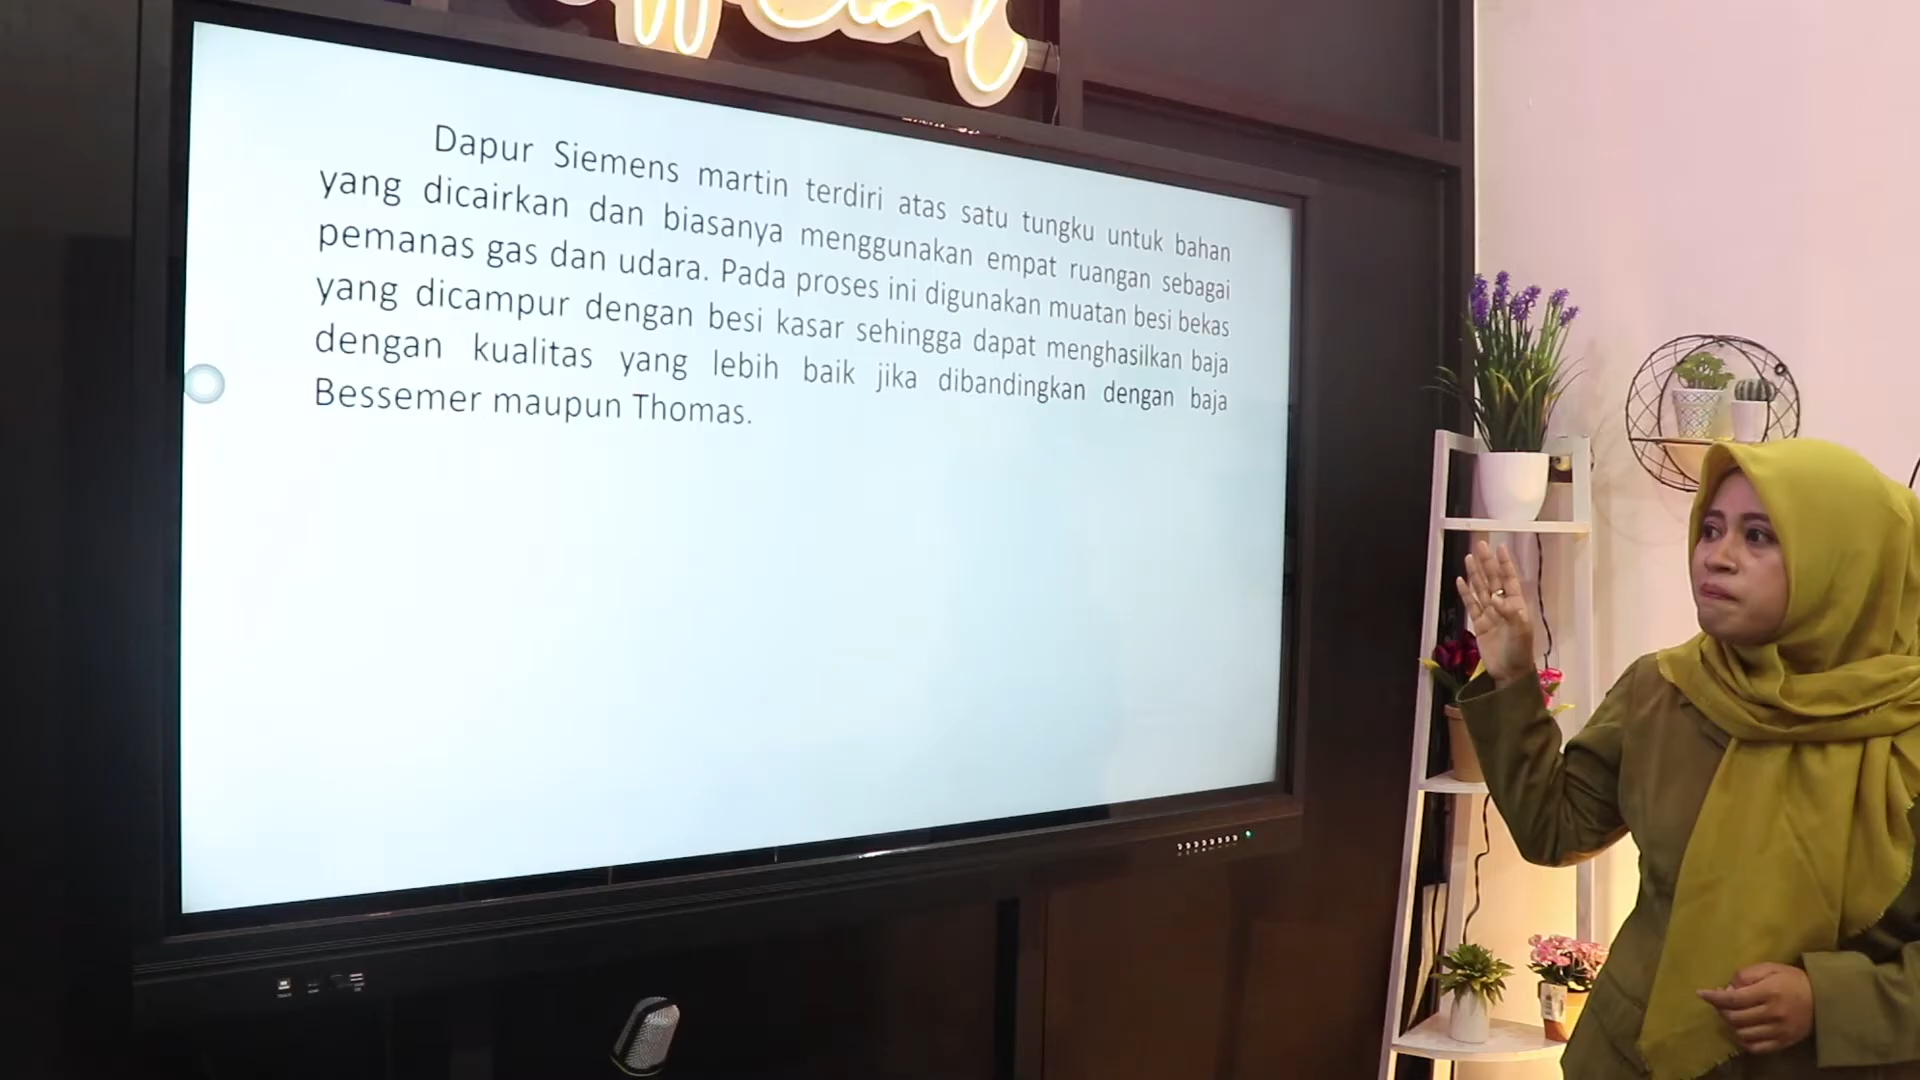 Dapur Siemens martin terdiri atas satu tungku untuk bahan
yang dicairkan dan biasanya menggunakan empat ruangan sebagai
pemanas gas dan udara. Pada proses ini digunakan muatan besi bekas
yang dicampur dengan besi kasar sehingga dapat menghasilkan baja
dengan kualitas yang lebih baik jika dibandingkan dengan baja
Bessemer maupun Thomas.